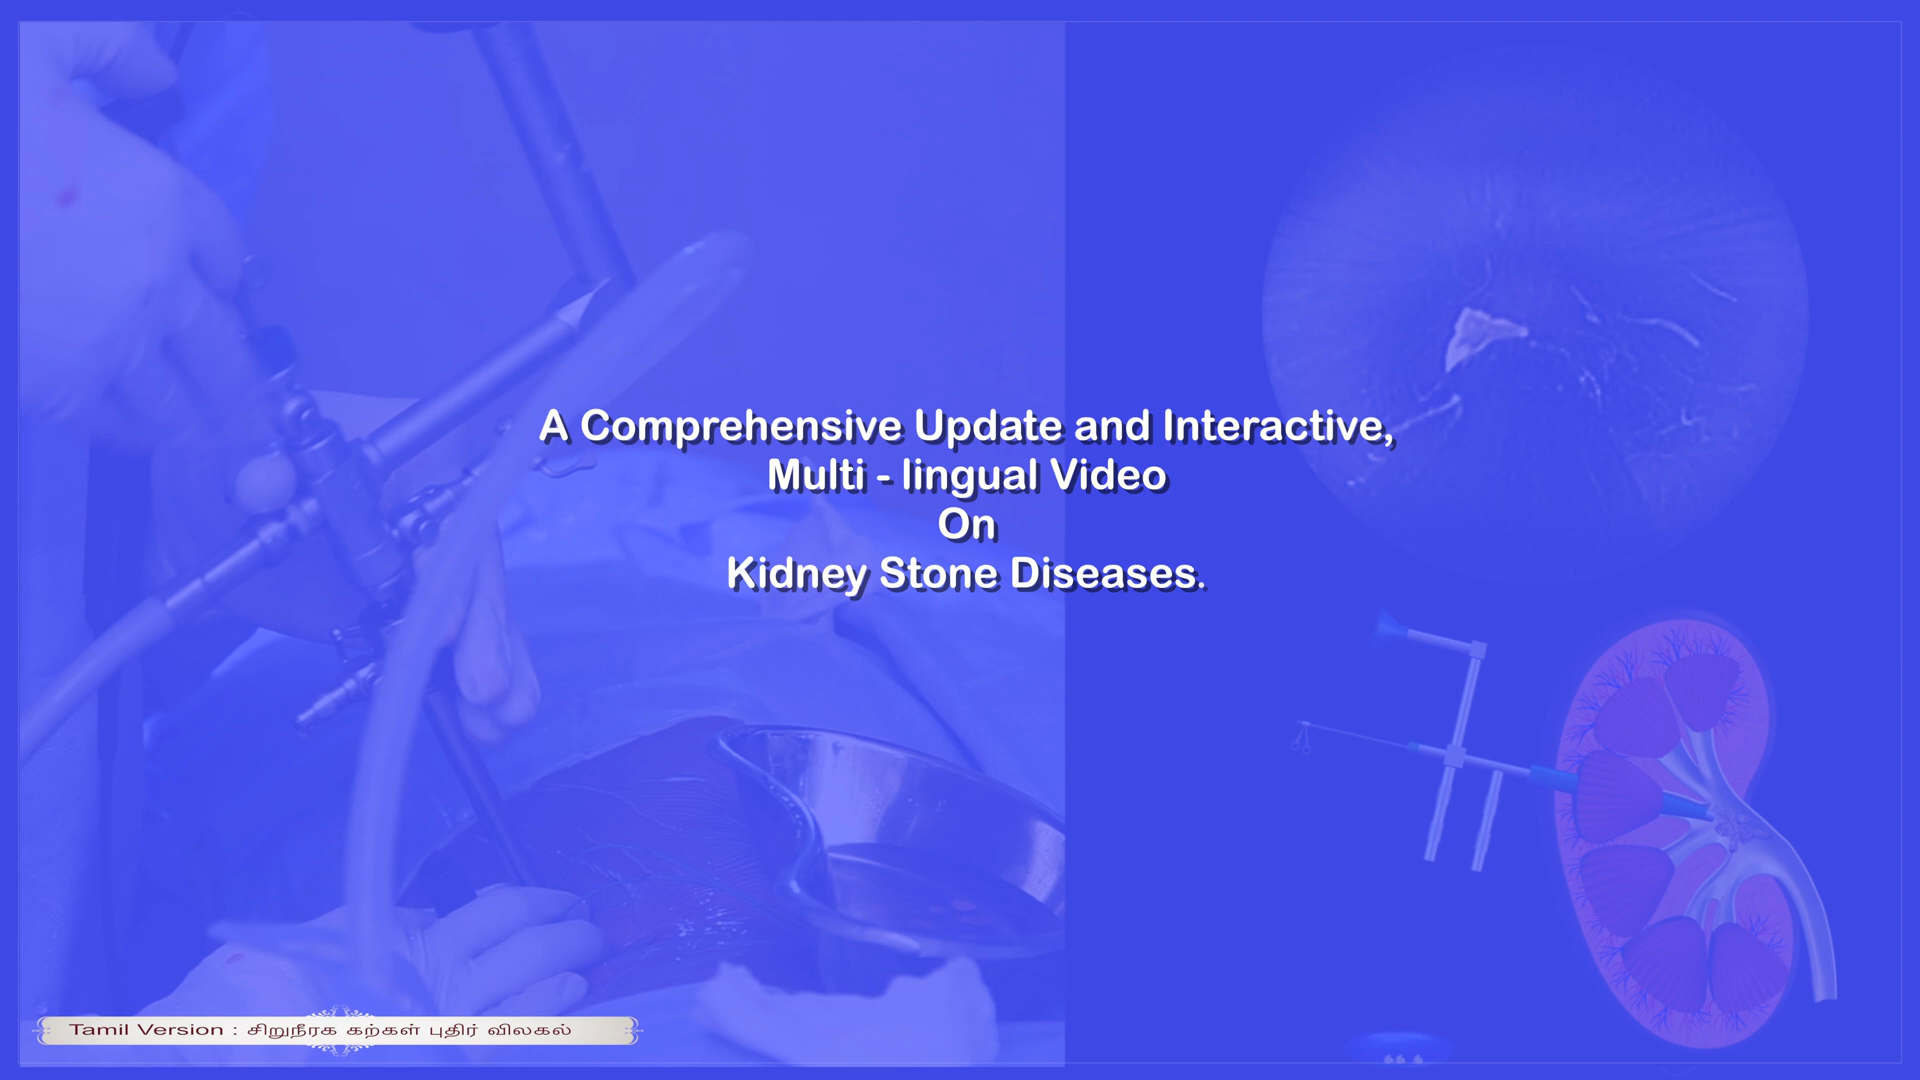 A Comprehensive Update and Interactive,
Multi - lingual Video
On
Kidney Stone Diseases.
Tamil Version : சிறுநீரக கற்கள் புதிர் விலகல்